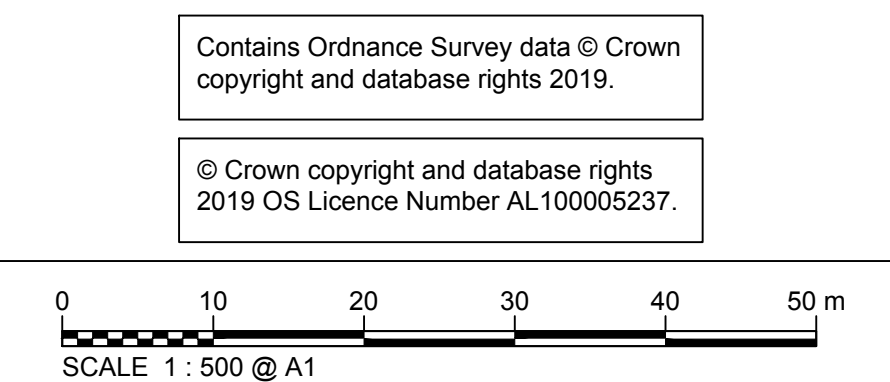 Contains Ordnance Survey data © Crown
copyright and database rights 2019.
© Crown copyright and database rights
2019 OS Licence Number AL100005237.
0 10 20 30 40 50 m
SCALE 1 : 500 @ A1